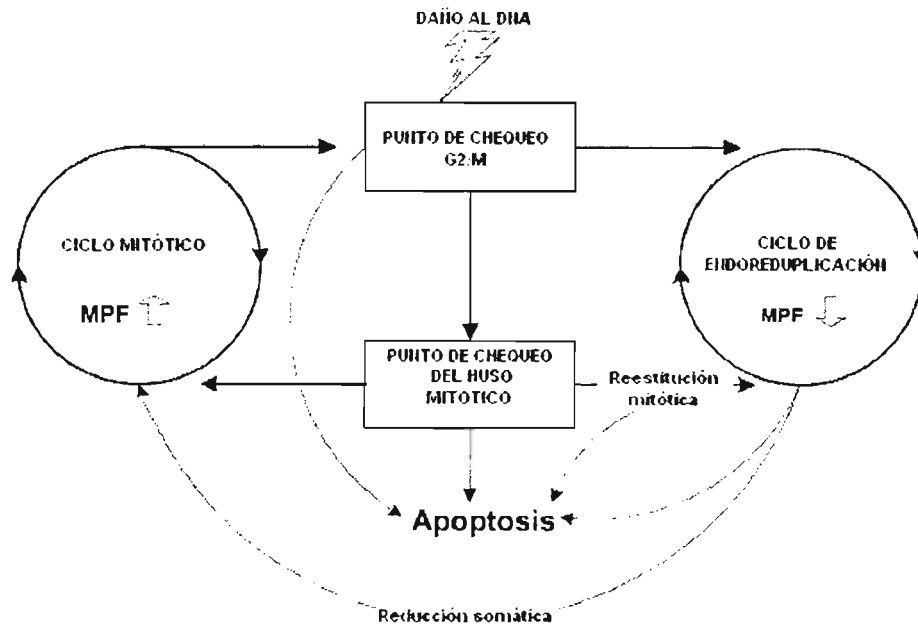 DAÑO AL DNA
PUNTO DE CHEQUEO
G2/M
CICLO MITÓTICO
MPF
CICLO DE
ENDOREDUPLICACIÓN
MPF
PUNTO DE CHEQUEO
DEL HUSO
MITOTICO
Reestitución
mitótica
Apoptosis
Reducción somática